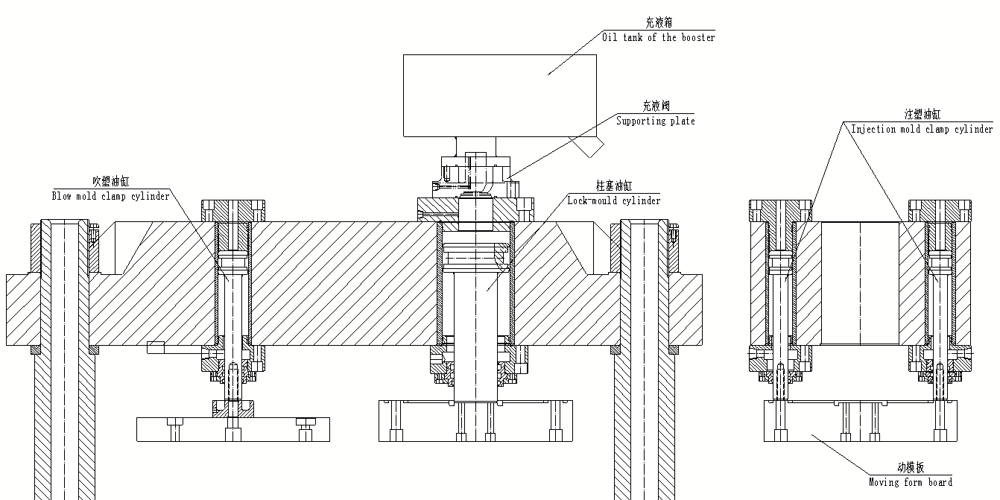 充液箱
Oil tank of the booster
充液阀
Supporting plate
注塑油缸
Injection mold clamp cylinder
吹塑油缸
Blow mold clamp cylinder
柱塞油缸
Lock-mould cylinder
动模板
Moving form board